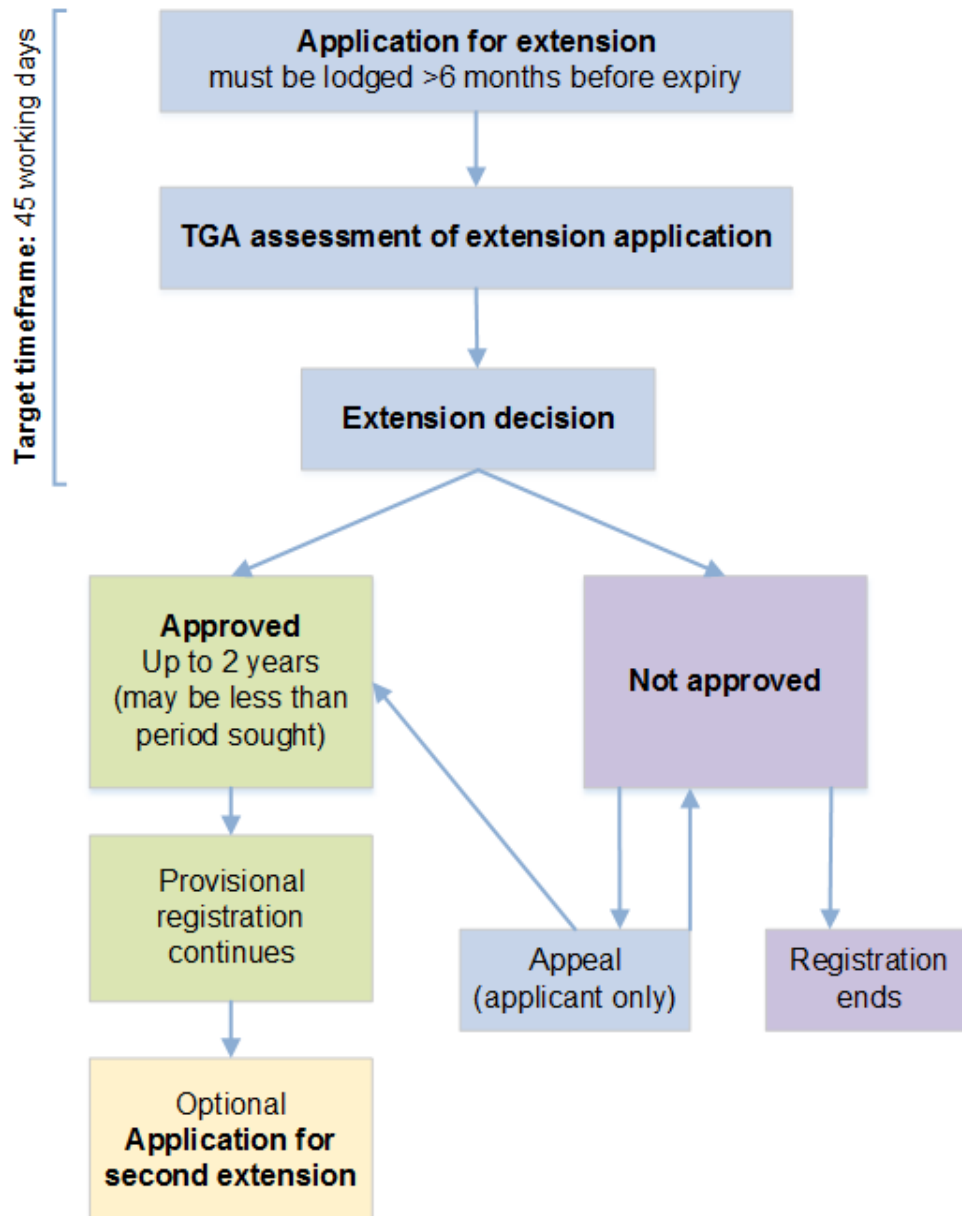 Target timeframe: 45 working days
Application for extension
must be lodged >6 months before expiry
TGA assessment of extension application
Extension decision
Approved
Up to 2 years
(may be less than
period sought)
Not approved
Provisional
registration
continues
Appeal
(applicant only)
Registration
ends
Optional
Application for
second extension